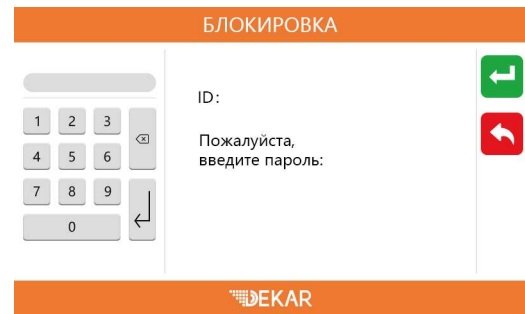 БЛОКИРОВКА
1 2 3
4 5 6
7 8 9
0
ID:
Пожалуйста,
введите пароль:
DEKAR